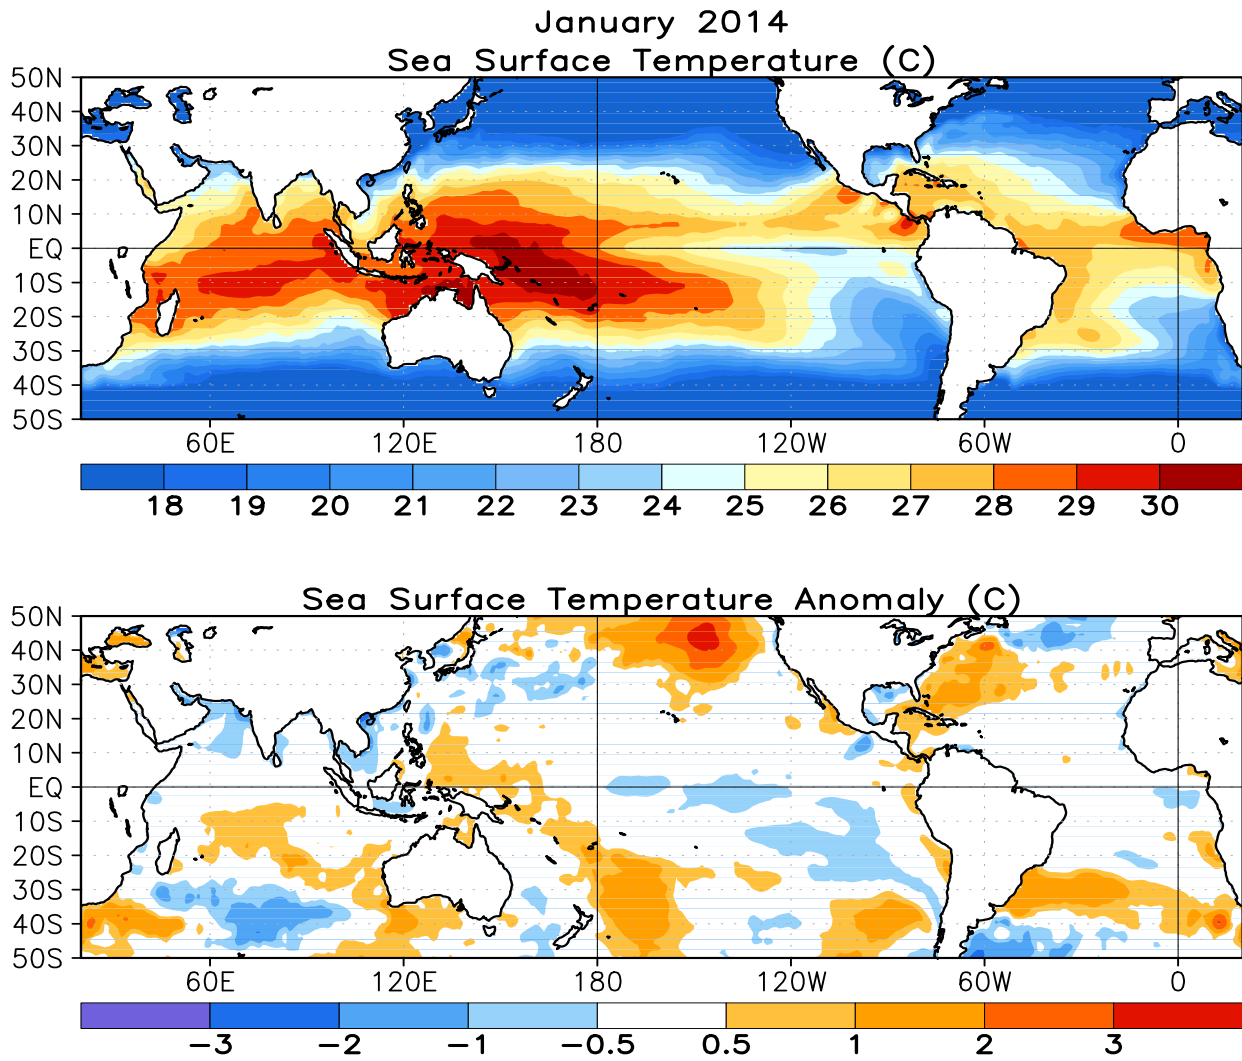 January 2014
Sea Surface Temperature (C)
50N
40N
30N
20N
10N
EQ
10S
20S
30S
40S
50S
60E 120E 180 120W 60W 0
18 19 20 21 22 23 24 25 26 27 28 29 30
Sea Surface Temperature Anomaly (C)
50N
40N
30N
20N
10N
EQ
10S
20S
30S
40S
50S
60E 120E 180 120W 60W 0
−3 −2 −1 −0.5 0.5 1 2 3